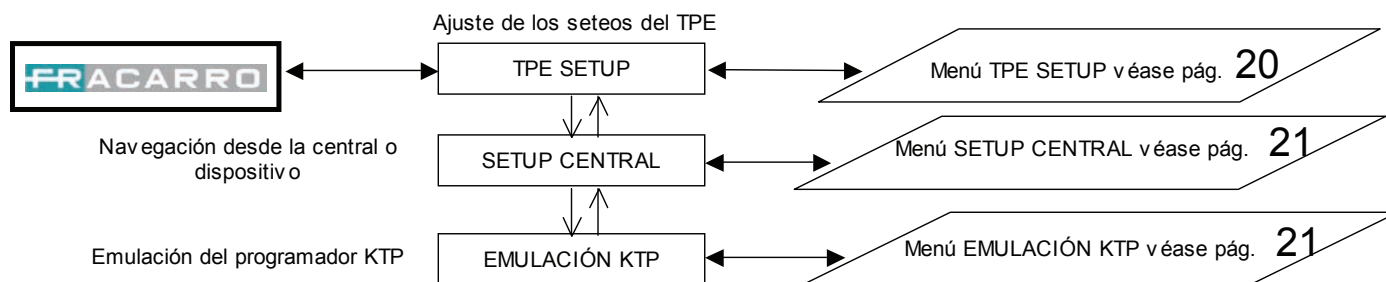 Ajuste de los seteos del TPE
FRACARRO
TPE SETUP
Menú TPE SETUP véase pág. 20
Navegación desde la central o
dispositivo
SETUP CENTRAL
Menú SETUP CENTRAL véase pág. 21
Emulación del programador KTP
EMULACIÓN KTP
Menú EMULACIÓN KTP véase pág. 21